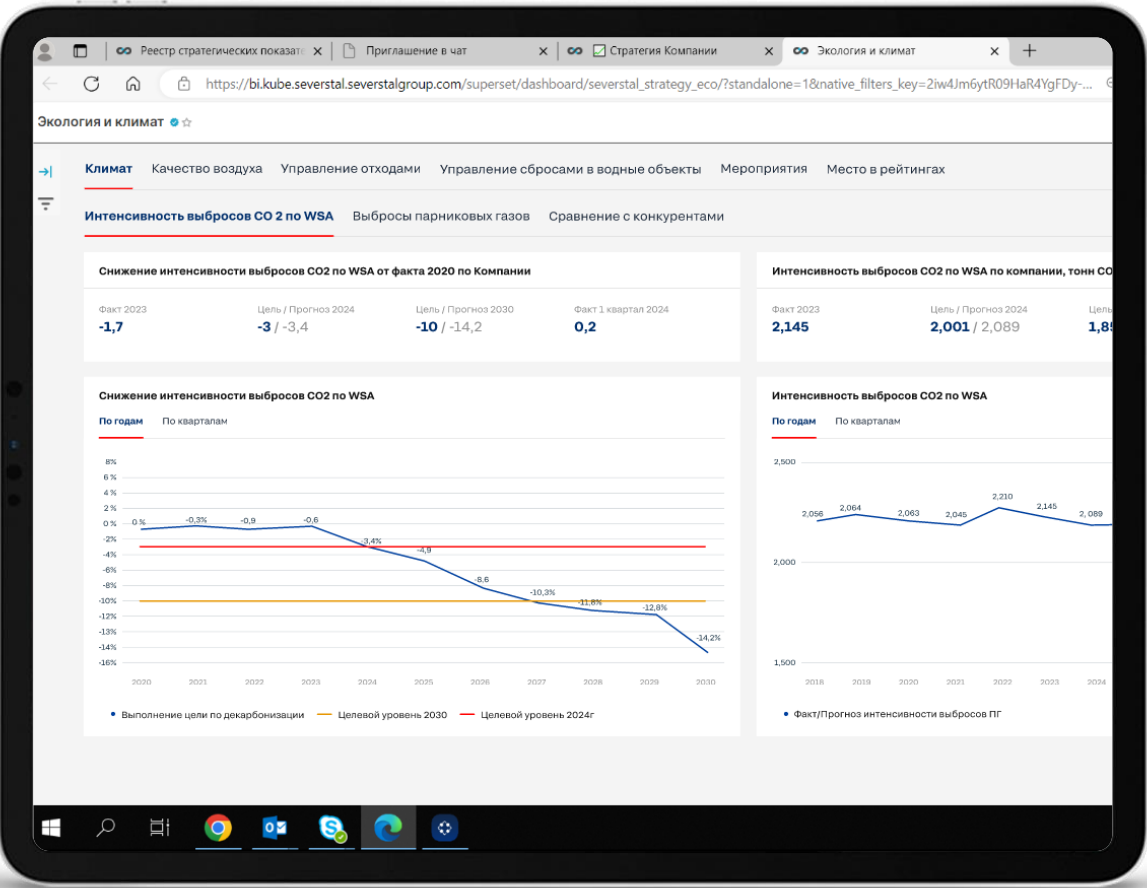 Реестр стратегических показате
Приглашение в чат
Стратегия Компании
Экология и климат
https://bi.kube.severstal.severstalgroup.com/superset/dashboard/severstal_strategy_eco/?standalone=1&native_filters_key=2iw4Jm6ytR09HaR4YgFDy-...
Экология и климат
Климат Качество воздуха Управление отходами Управление сбросами в водные объекты Мероприятия Место в рейтингах
Интенсивность выбросов CO 2 по WSA Выбросы парниковых газов Сравнение с конкурентами
Снижение интенсивности выбросов CO2 по WSA от факта 2020 по Компании
Факт 2023 Цель / Прогноз 2024 Цель / Прогноз 2030 Факт 1 квартал 2024
-1,7 -3 / -3,4 -10 / -14,2 0,2
Интенсивность выбросов CO2 по WSA по компании, тонн CO
Факт 2023 Цель / Прогноз 2024 Цель
2,145 2,001 / 2,089 1,85
Снижение интенсивности выбросов CO2 по WSA
По годам По кварталам
8%
6 %
4 %
2 %
0%
-2%
-4%
-6%
-8%
-10%
-12%
-13%
-14%
-16%
0 % -0,3% -0,9 -0,6 -3,4% -4,9 -8,6 -10,3% -11,8% -12,8% -14,2%
2020 2021 2022 2023 2024 2025 2026 2027 2028 2029 2030
Выполнение цели по декарбонизации Целевой уровень 2030 Целевой уровень 2024г
Интенсивность выбросов CO2 по WSA
По годам По кварталам
2,500
2,000
1,500
2,056 2,064 2,063 2,045 2,210 2,145 2, 089
2018 2019 2020 2021 2022 2023 2024
Факт/Прогноз интенсивности выбросов ПГ